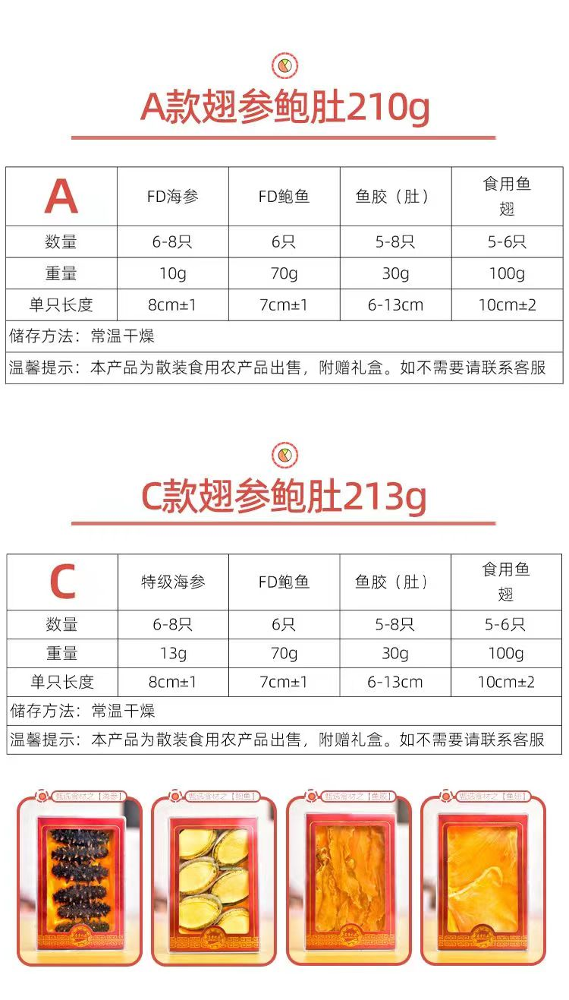 A款翅参鲍肚210g
A
FD海参
FD鲍鱼
鱼胶（肚）
食用鱼
翅
数量
6-8只
6只
5-8只
5-6只
重量
10g
70g
30g
100g
单只长度
8cm±1
7cm±1
6-13cm
10cm±2
储存方法：常温干燥
温馨提示：本产品为散装食用农产品出售，附赠礼盒。如不需要请联系客服
C款翅参鲍肚213g
C
特级海参
FD鲍鱼
鱼胶（肚）
食用鱼
翅
数量
6-8只
6只
5-8只
5-6只
重量
13g
70g
30g
100g
单只长度
8cm±1
7cm±1
6-13cm
10cm±2
储存方法：常温干燥
温馨提示：本产品为散装食用农产品出售，附赠礼盒。如不需要请联系客服
甄选食材之【海参】
甄选食材之【鲍鱼】
甄选食材之【鱼胶】
甄选食材之【鱼翅】